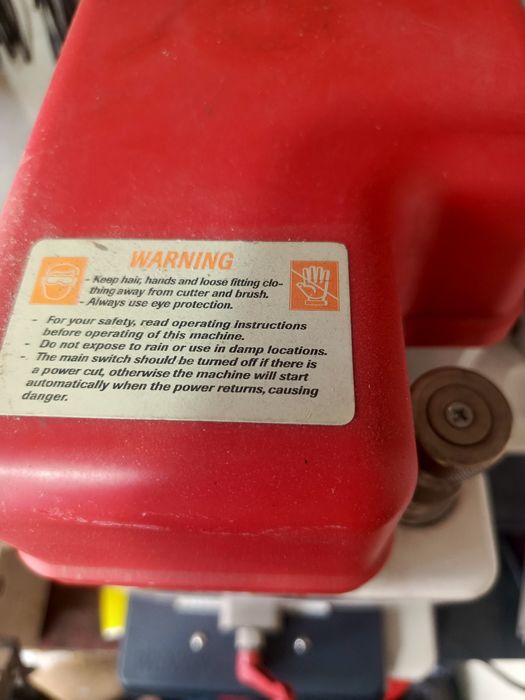 WARNING
- Keep hair, hands and loose fitting clo-
thing away from cutter and brush.
- Always use eye protection.
- For your safety, read operating instructions
before operating of this machine.
- Do not expose to rain or use in damp locations.
- The main switch should be turned off if there is
a power cut, otherwise the machine will start
automatically when the power returns, causing
danger.